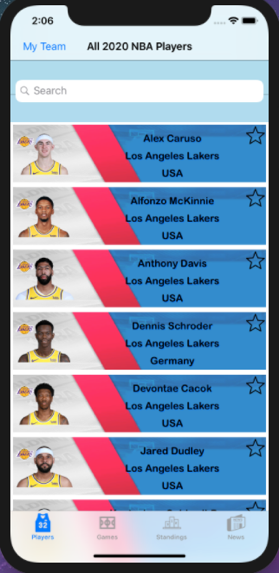 2:06
My Team
All 2020 NBA Players
Search
Alex Caruso
Los Angeles Lakers
USA
Alfonzo McKinnie
Los Angeles Lakers
USA
Anthony Davis
Los Angeles Lakers
USA
Dennis Schroder
Los Angeles Lakers
Germany
Devontae Cacok
Los Angeles Lakers
USA
Jared Dudley
Los Angeles Lakers
USA
32
Players
Games
Standings
News